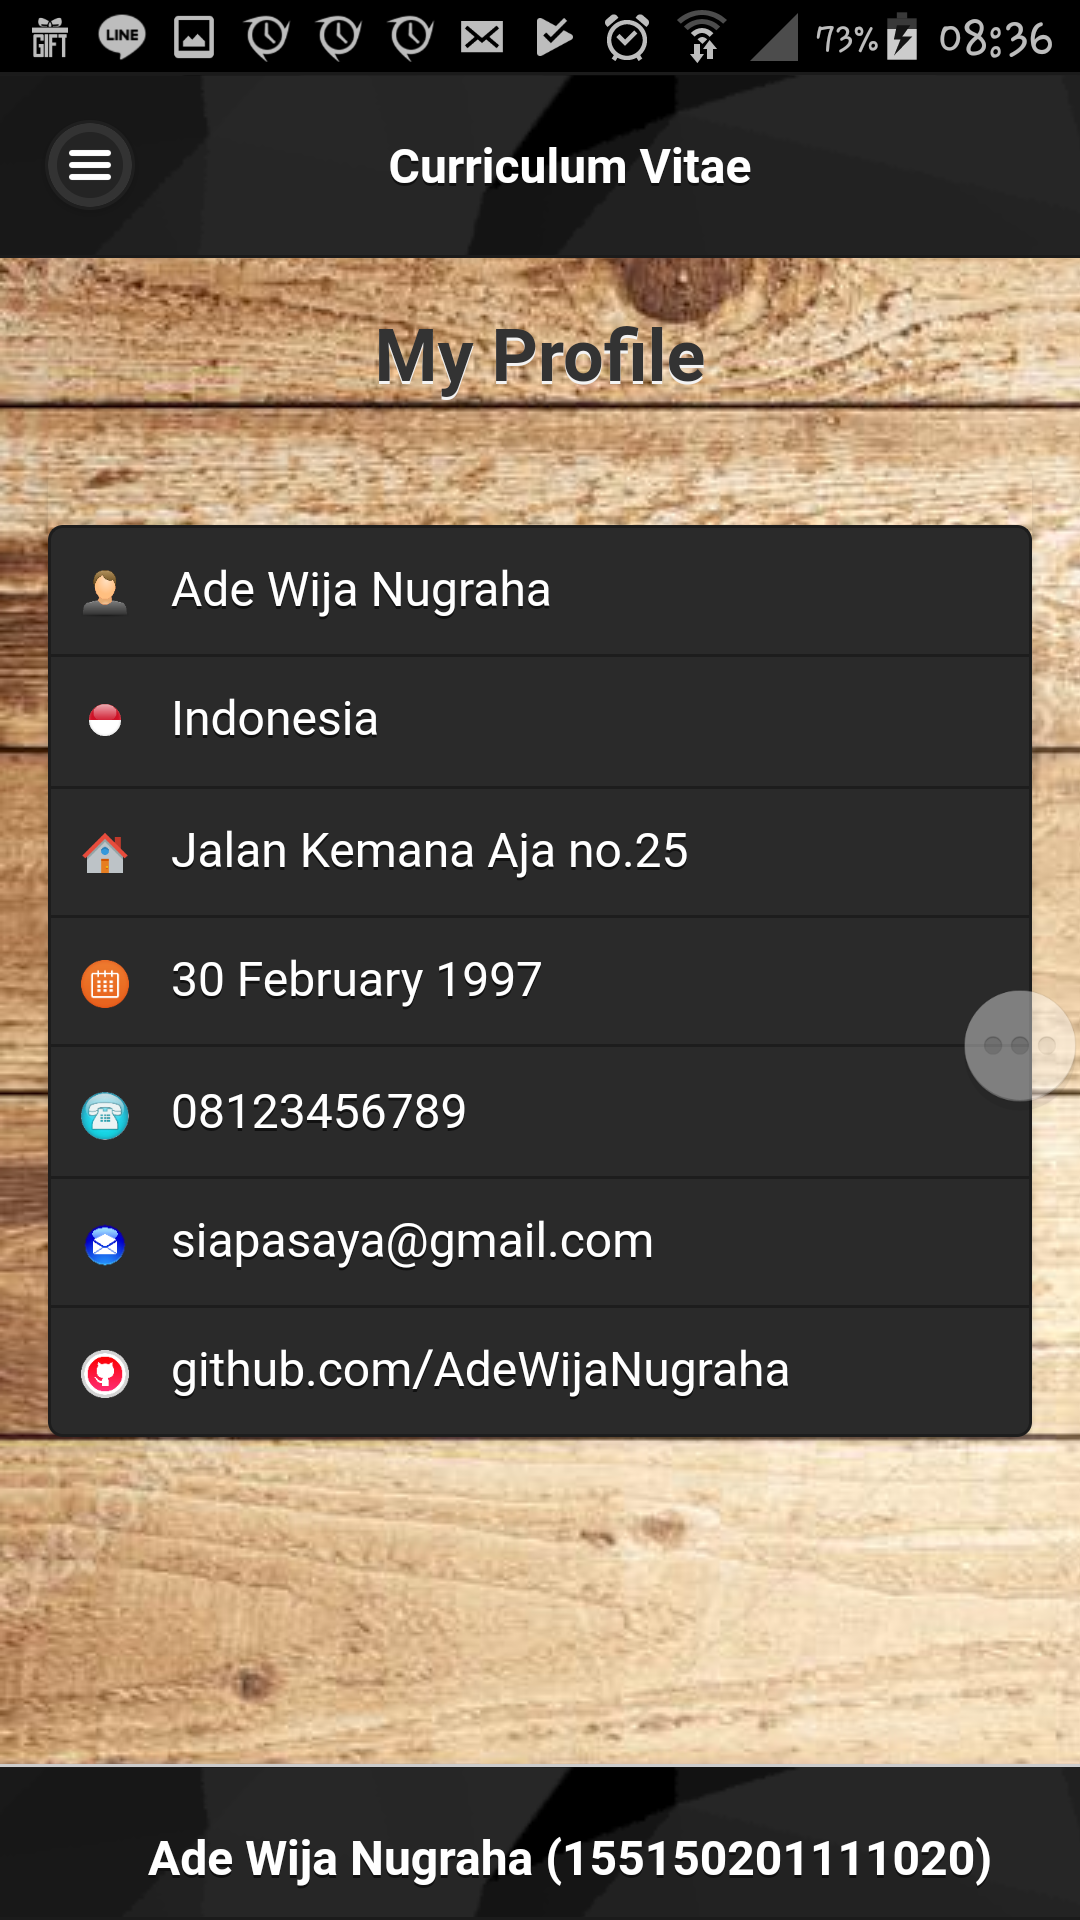 GIFT LINE 73% 08:36
Curriculum Vitae
My Profile
Ade Wija Nugraha
Indonesia
Jalan Kemana Aja no.25
30 February 1997
08123456789
siapasaya@gmail.com
github.com/AdeWijaNugraha
Ade Wija Nugraha (155150201111020)